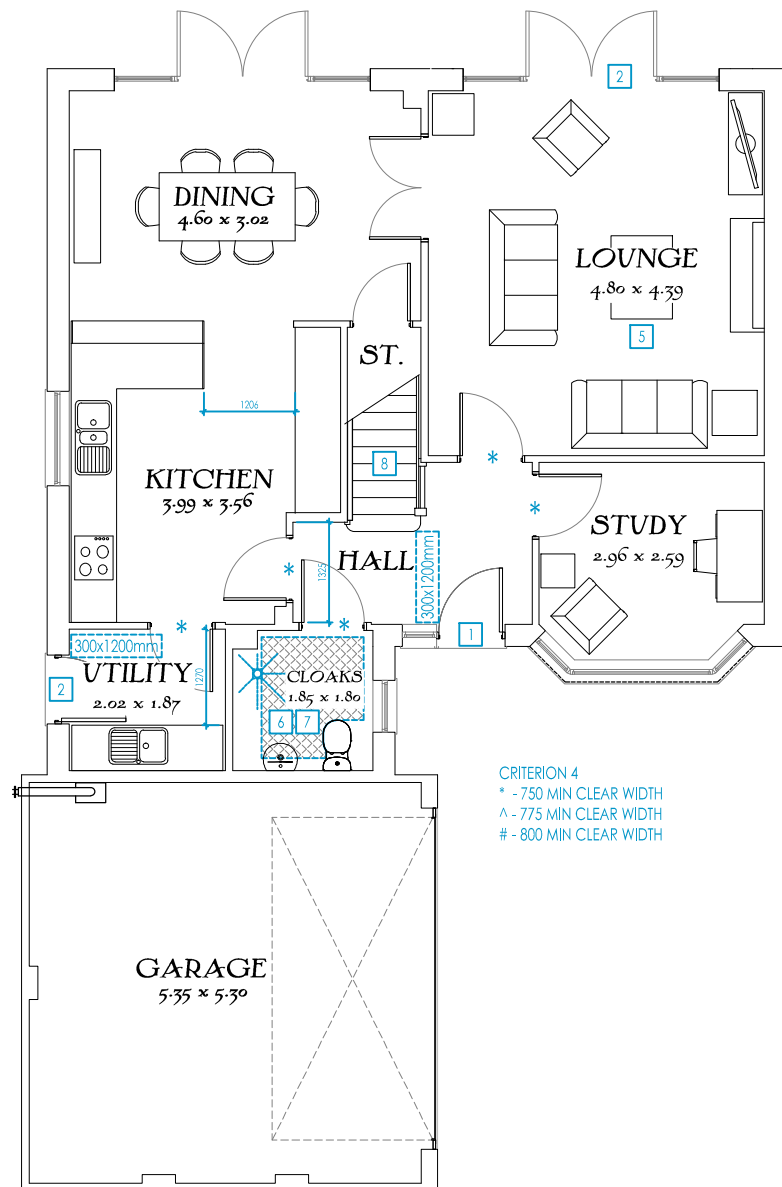 2
DINING
4.60 x 3.02
LOUNGE
4.80 x 4.39
5
ST.
1206
8
KITCHEN
3.99 x 3.56
*
*
STUDY
2.96 x 2.59
HALL
1325
300x1200mm
*
*
*
1
300x1200mm
UTILITY
2.02 x 1.87
1270
2
CLOAKS
1.85 x 1.80
6
7
CRITERION 4
* - 750 MIN CLEAR WIDTH
^ - 775 MIN CLEAR WIDTH
# - 800 MIN CLEAR WIDTH
GARAGE
5.35 x 5.30